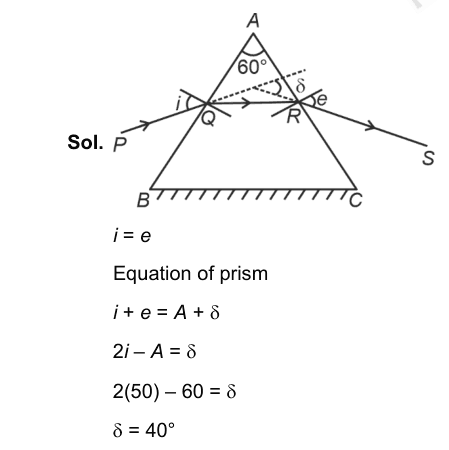 A
60°
δ
i
e
Q
R
Sol. P
S
B
C
i = e
Equation of prism
i + e = A + δ
2i – A = δ
2(50) – 60 = δ
δ = 40°